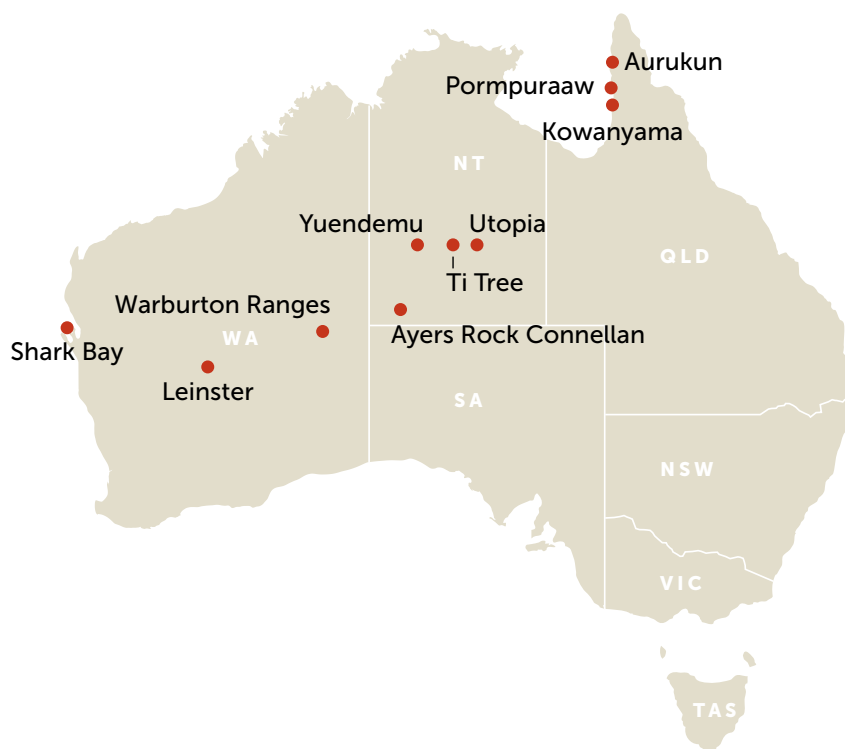 Aurukun
Pormpuraaw
Kowanyama
NT
Yuendemu
Utopia
QLD
Ti Tree
Warburton Ranges
WA
Ayers Rock Connellan
Shark Bay
Leinster
SA
NSW
VIC
TAS